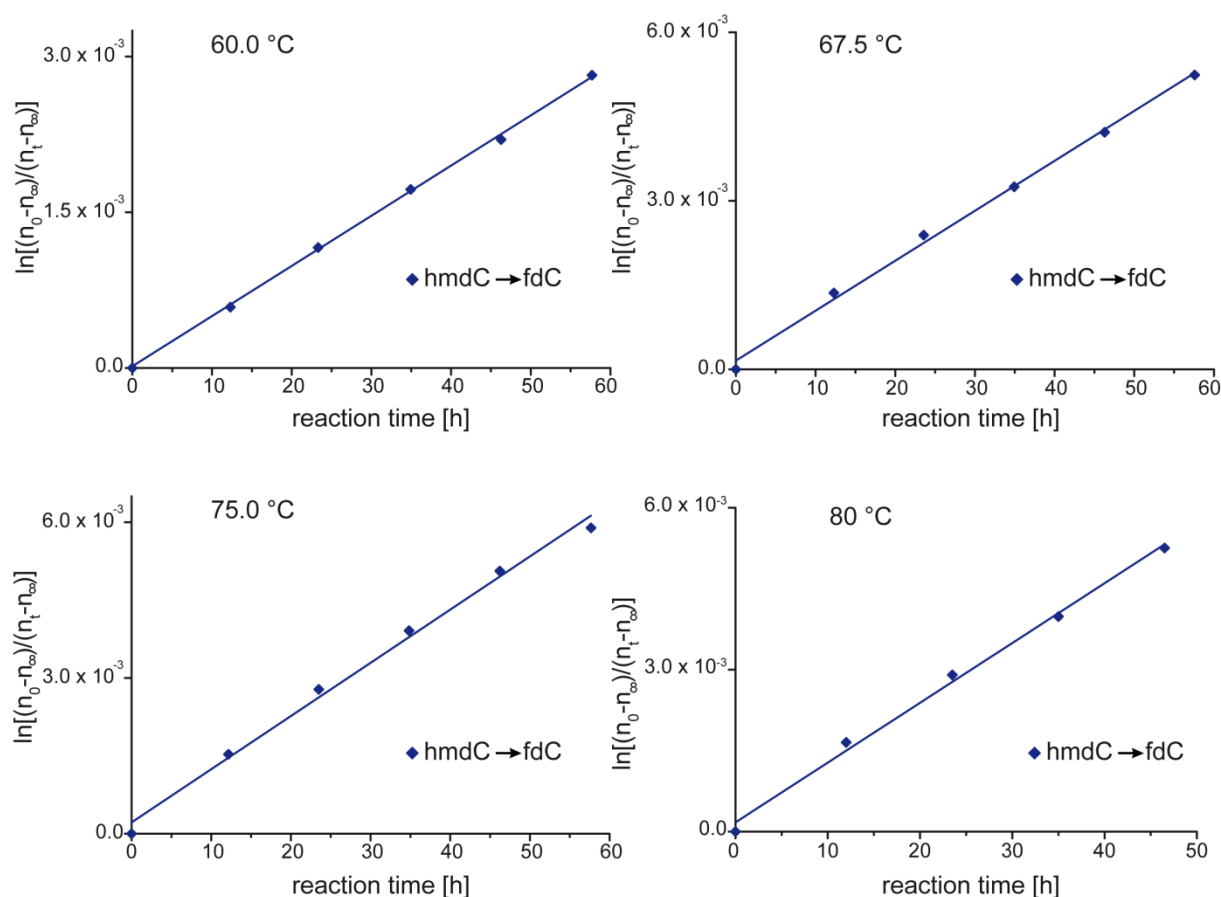 60.0 °C
3.0 x 10⁻³
1.5 x 10⁻³
0.0
ln[(n₀-n∞)/(nₜ-n∞)]
hmdC → fdC
0 10 20 30 40 50 60
reaction time [h]
67.5 °C
6.0 x 10⁻³
3.0 x 10⁻³
0.0
ln[(n₀-n∞)/(nₜ-n∞)]
hmdC → fdC
0 10 20 30 40 50 60
reaction time [h]
75.0 °C
6.0 x 10⁻³
3.0 x 10⁻³
0.0
ln[(n₀-n∞)/(nₜ-n∞)]
hmdC → fdC
0 10 20 30 40 50 60
reaction time [h]
80 °C
6.0 x 10⁻³
3.0 x 10⁻³
0.0
ln[(n₀-n∞)/(nₜ-n∞)]
hmdC → fdC
0 10 20 30 40 50
reaction time [h]